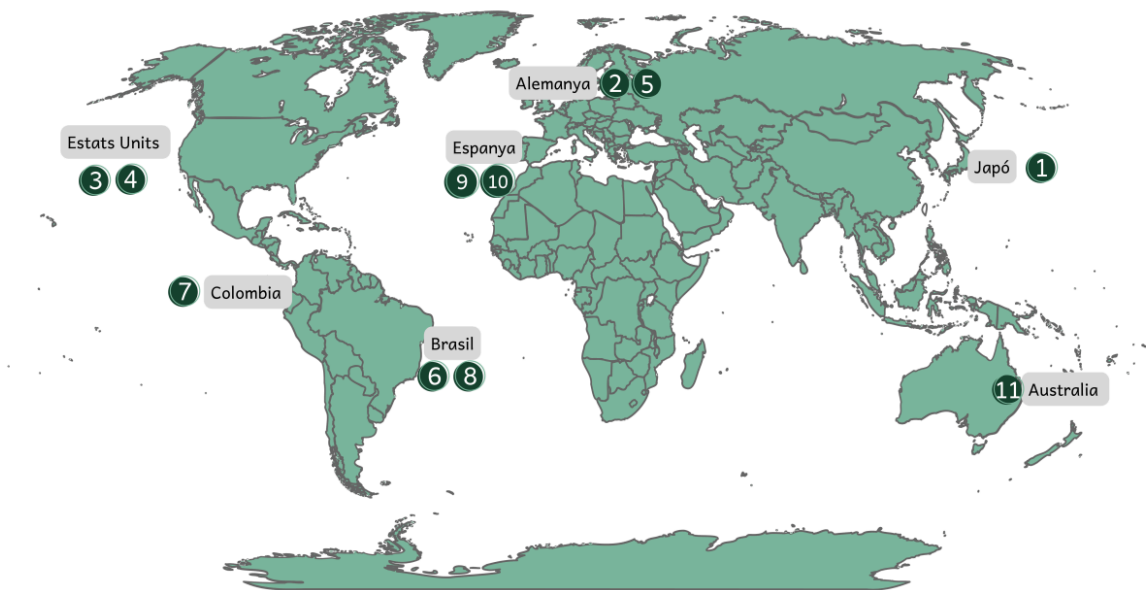 Alemanya 2 5
Estats Units
3 4
Espanya
9 10
Japó 1
7 Colombia
Brasil
6 8
11 Australia